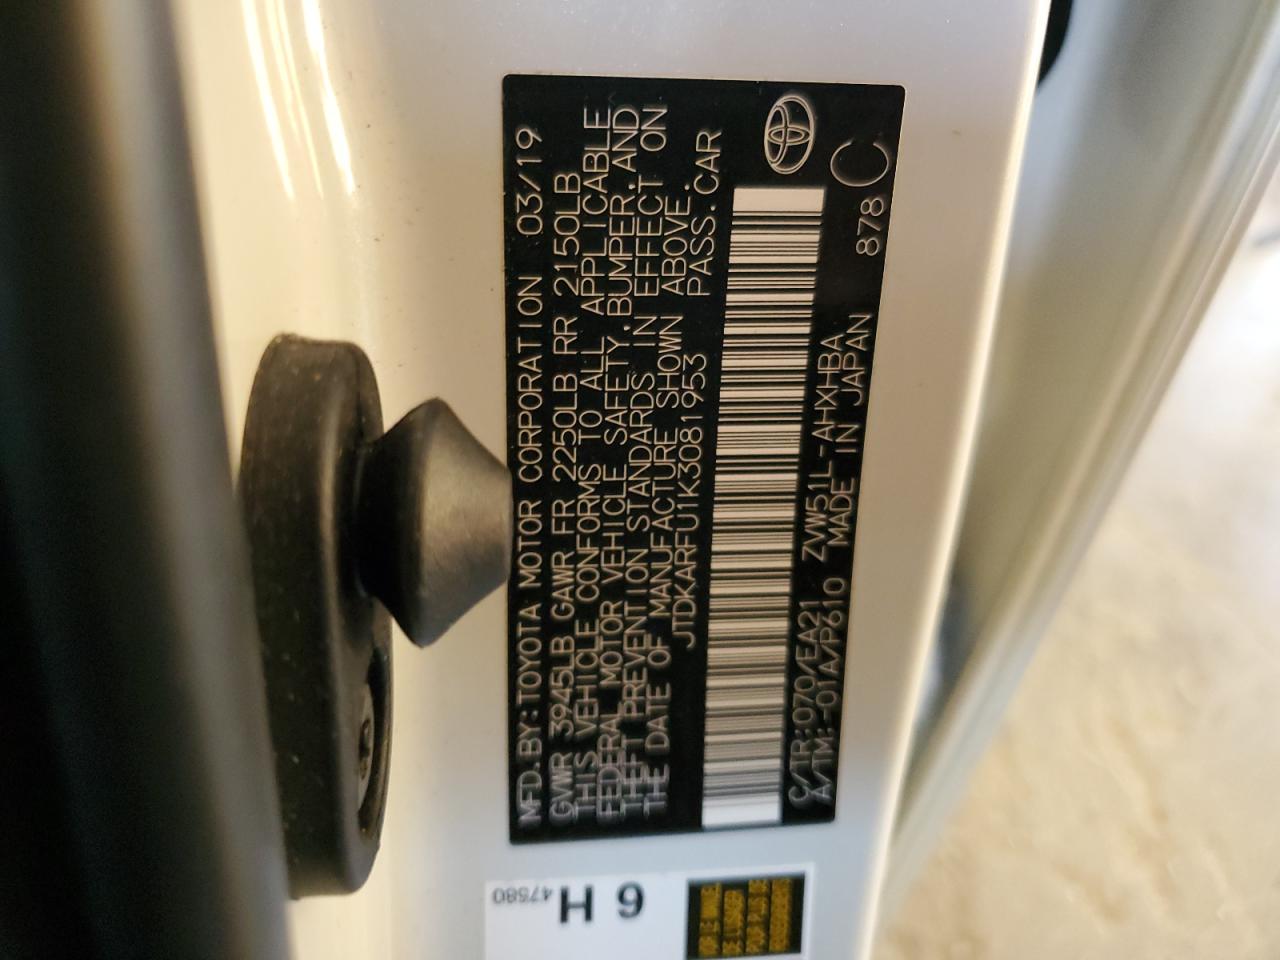 MFD.BY:TOYOTA MOTOR CORPORATION 03/19
GVWR 3945LB GAWR FR 2250LB RR 2150LB
THIS VEHICLE CONFORMS TO ALL APPLICABLE
FEDERAL MOTOR VEHICLE SAFETY,BUMPER,AND
THEFT PREVENTION STANDARDS IN EFFECT ON
THE DATE OF MANUFACTURE SHOWN ABOVE.
JTDKARFU1K3081953 PASS.CAR
C/TR:070/EA21 ZVW51L-AHXHBA 878 C
A/TM:-01A/P610 MADE IN JAPAN
47580
H 6